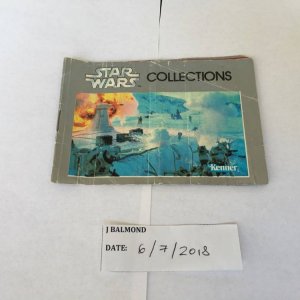 STAR
WARS COLLECTIONS
Kenner
J BALMOND
DATE: 6/7/2018